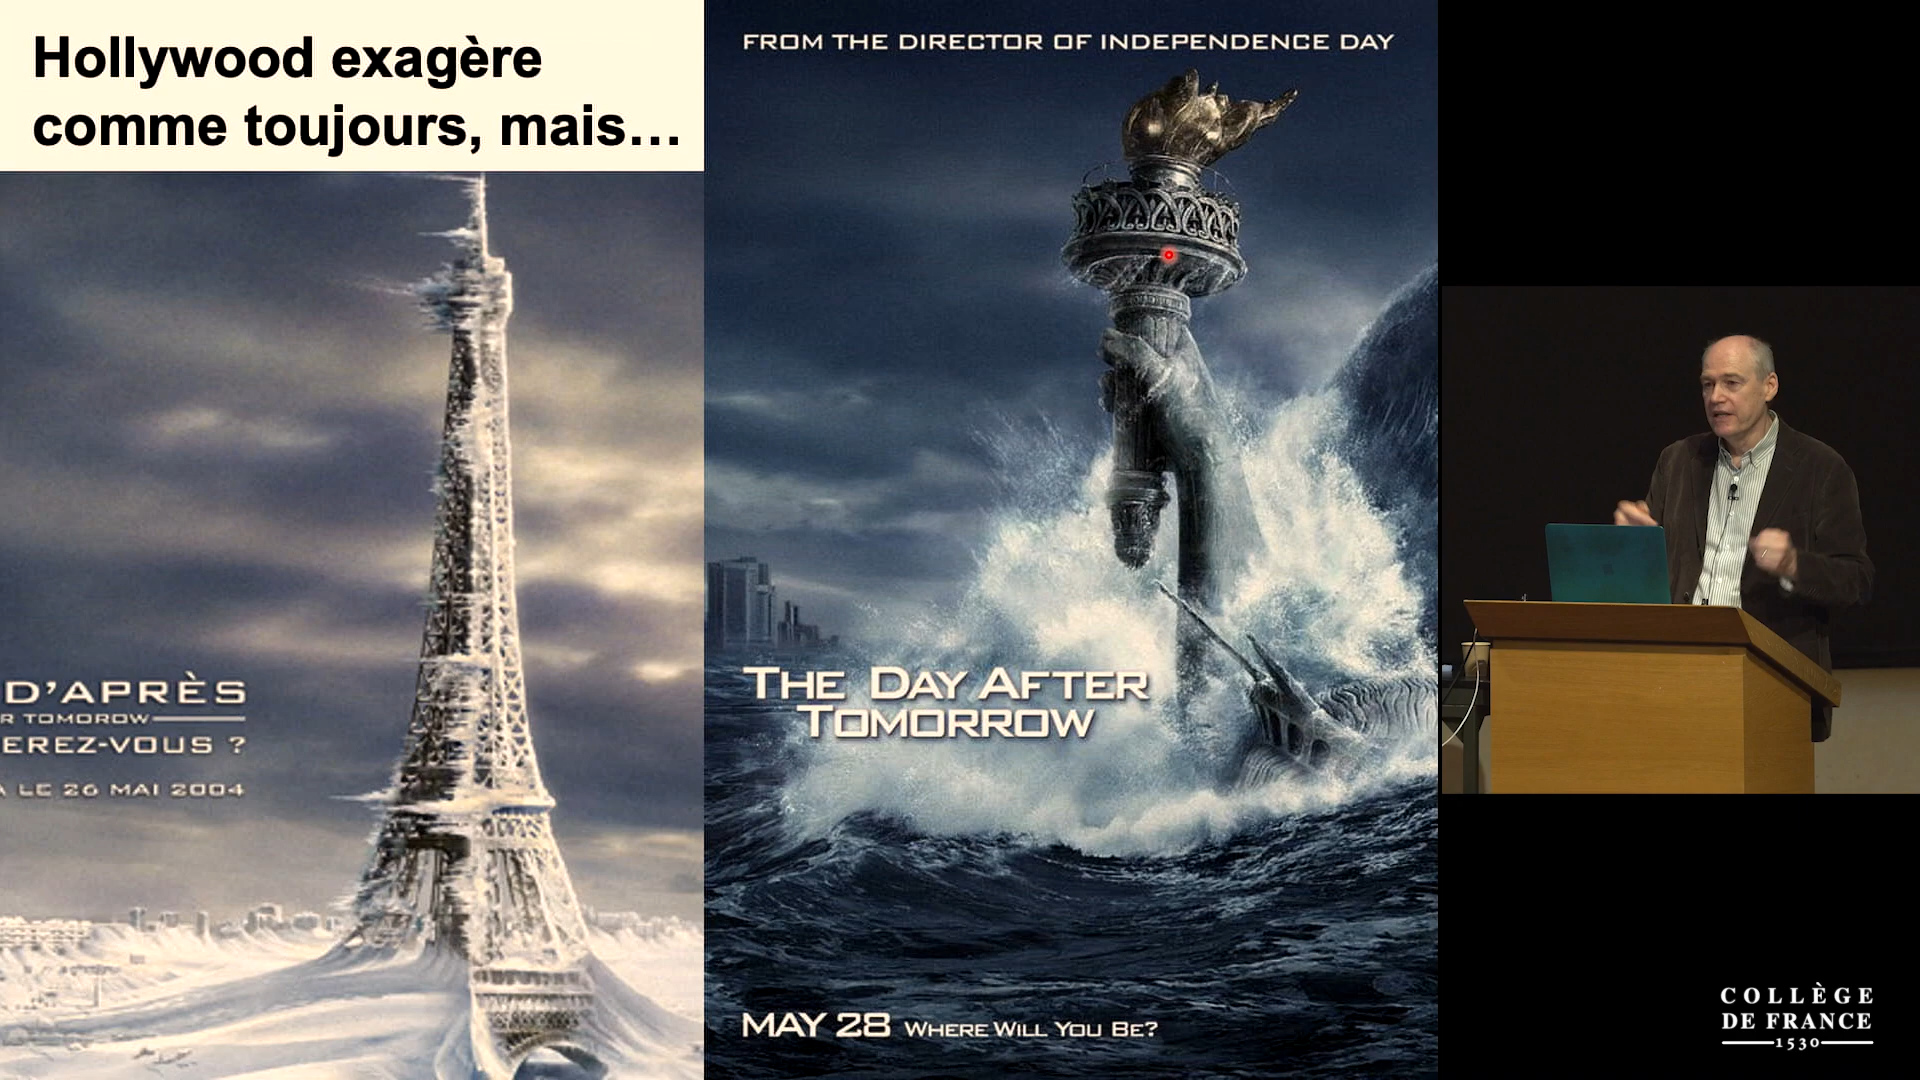 Hollywood exagère
comme toujours, mais…
D'APRÈS
R TOMOROW
EREZ-VOUS ?
A LE 26 MAI 2004
FROM THE DIRECTOR OF INDEPENDENCE DAY
THE DAY AFTER
TOMORROW
MAY 28 WHERE WILL YOU BE?
COLLÈGE
DE FRANCE
1530